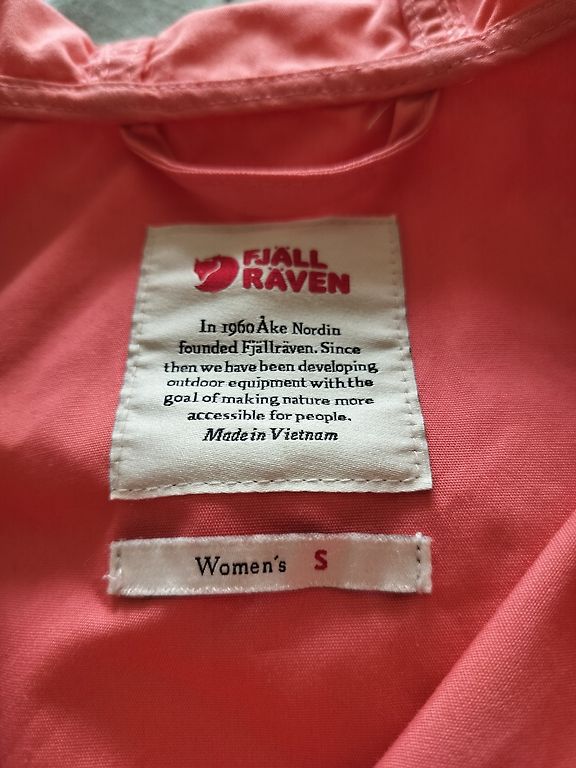 FJÄLL
RÄVEN
In 1960 Åke Nordin
founded Fjällräven. Since
then we have been developing
outdoor equipment with the
goal of making nature more
accessible for people.
Made in Vietnam
Women's S